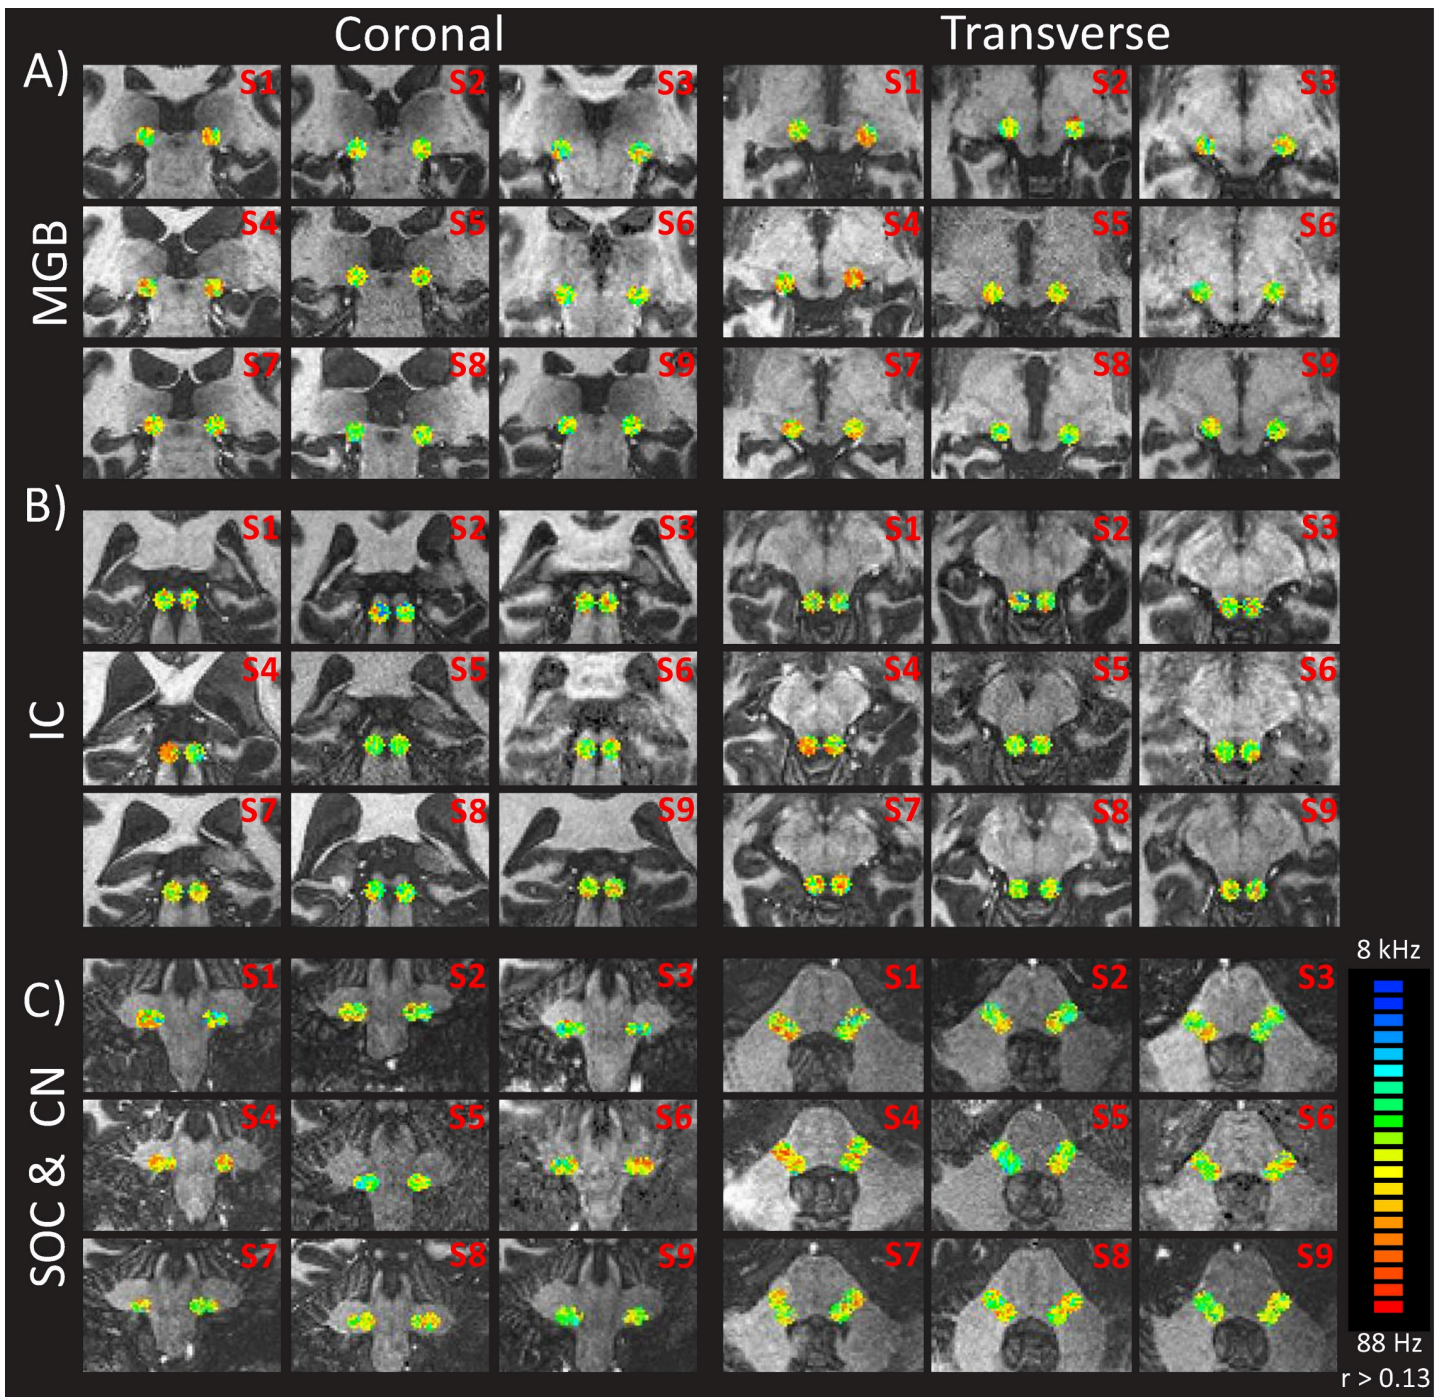 Coronal
Transverse
A)
MGB
S1 S2 S3 S1 S2 S3
S4 S5 S6 S4 S5 S6
S7 S8 S9 S7 S8 S9
B)
IC
S1 S2 S3 S1 S2 S3
S4 S5 S6 S4 S5 S6
S7 S8 S9 S7 S8 S9
C)
SOC & CN
S1 S2 S3 S1 S2 S3
S4 S5 S6 S4 S5 S6
S7 S8 S9 S7 S8 S9
8 kHz
88 Hz
r > 0.13